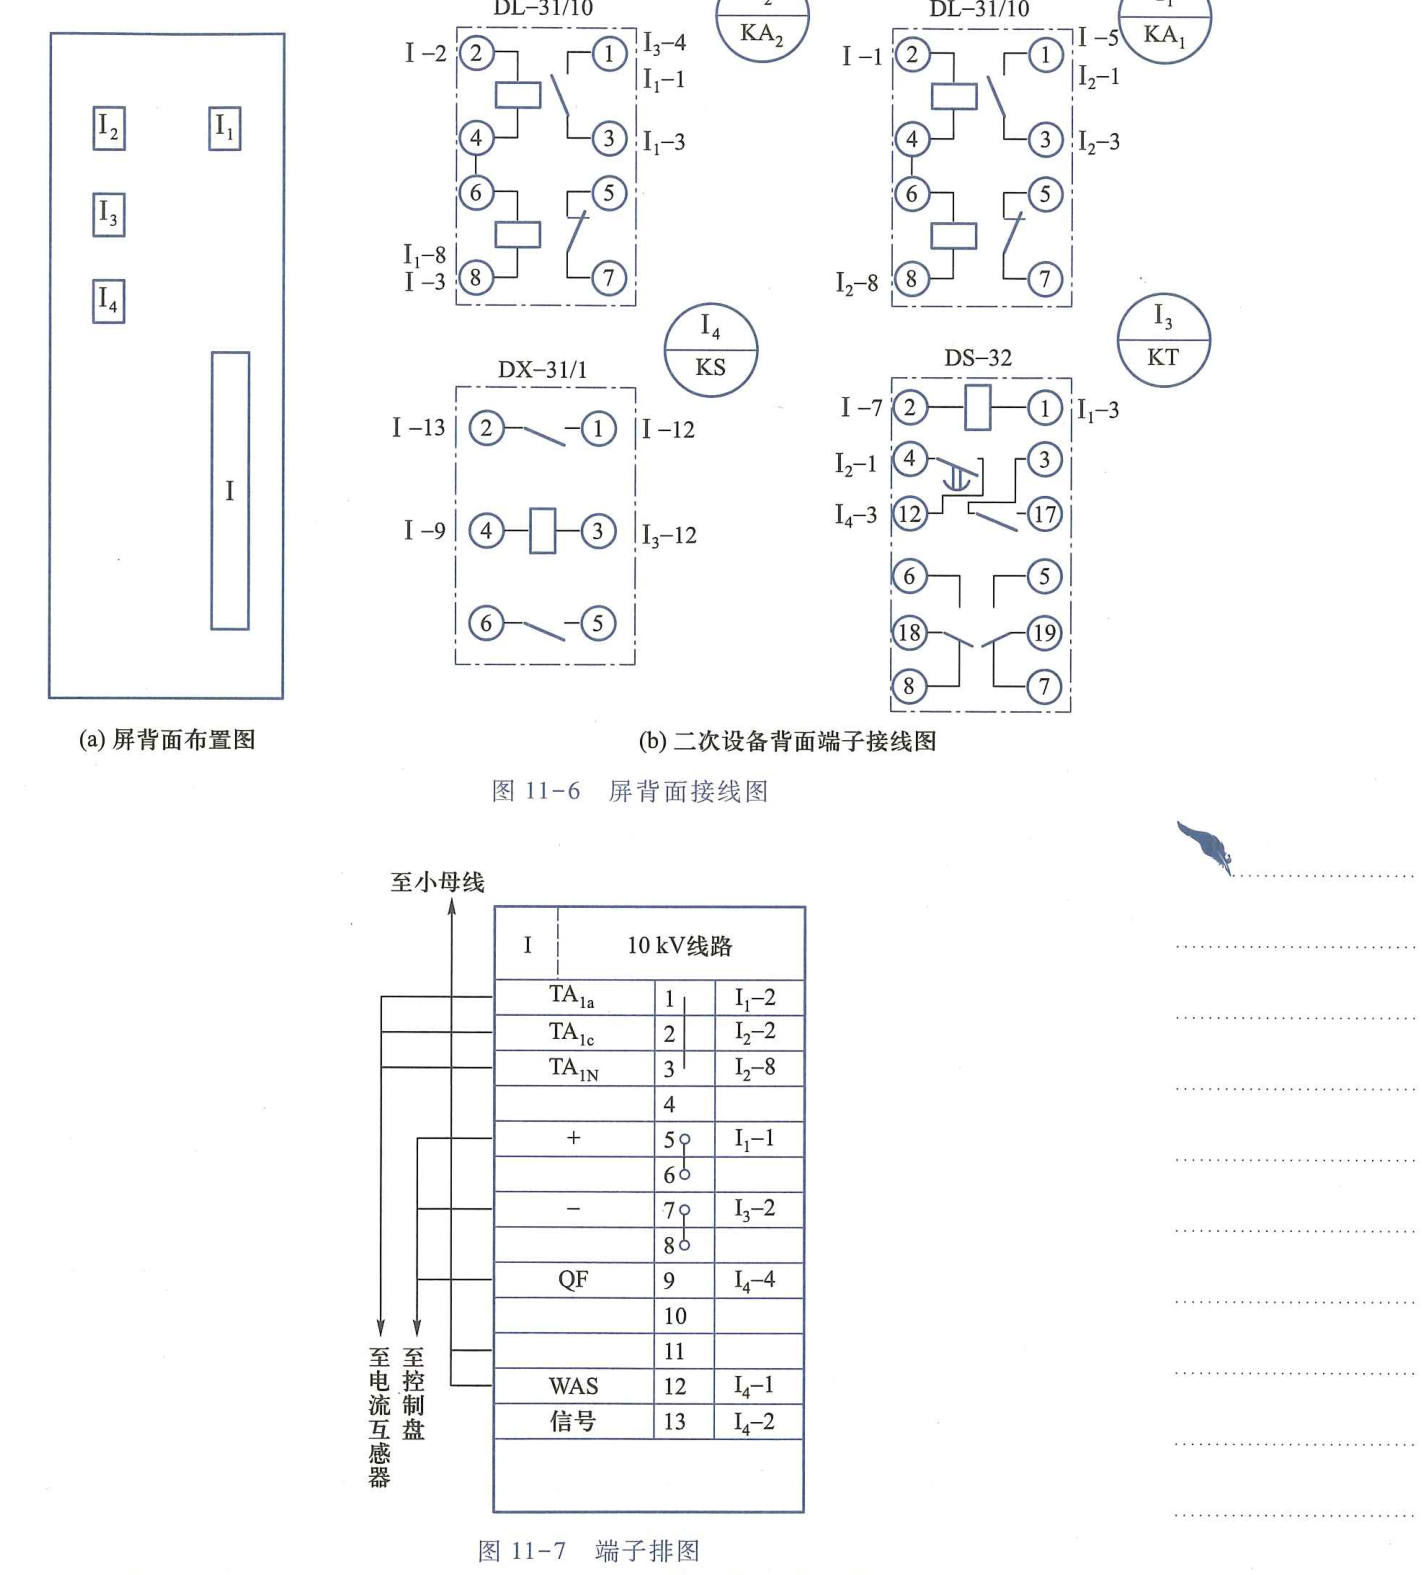 DL–31/10
2
KA₂
DL–31/10
1
KA₁
I₂
I₁
I₃
I₄
I
I –2
2
1
I₃–4
I₁–1
4
3
I₁–3
6
5
I₁–8
I –3
8
7
I –1
2
1
I –5
I₂–1
4
3
I₂–3
6
5
I₂–8
8
7
I₄
KS
I₃
KT
DX–31/1
I –13
2
1
I –12
I –9
4
3
I₃–12
6
5
DS–32
I –7
2
1
I₁–3
I₂–1
4
3
I₄–3
12
17
6
5
18
19
8
7
(a) 屏背面布置图
(b) 二次设备背面端子接线图
图 11–6 屏背面接线图
至小母线
I 10 kV线路
TA₁ₐ 1 I₁–2
TA₁c 2 I₂–2
TA₁N 3 I₂–8
4
+ 5 I₁–1
6
– 7 I₃–2
8
QF 9 I₄–4
10
11
WAS 12 I₄–1
信号 13 I₄–2
至电流互感器
至控制盘
图 11–7 端子排图